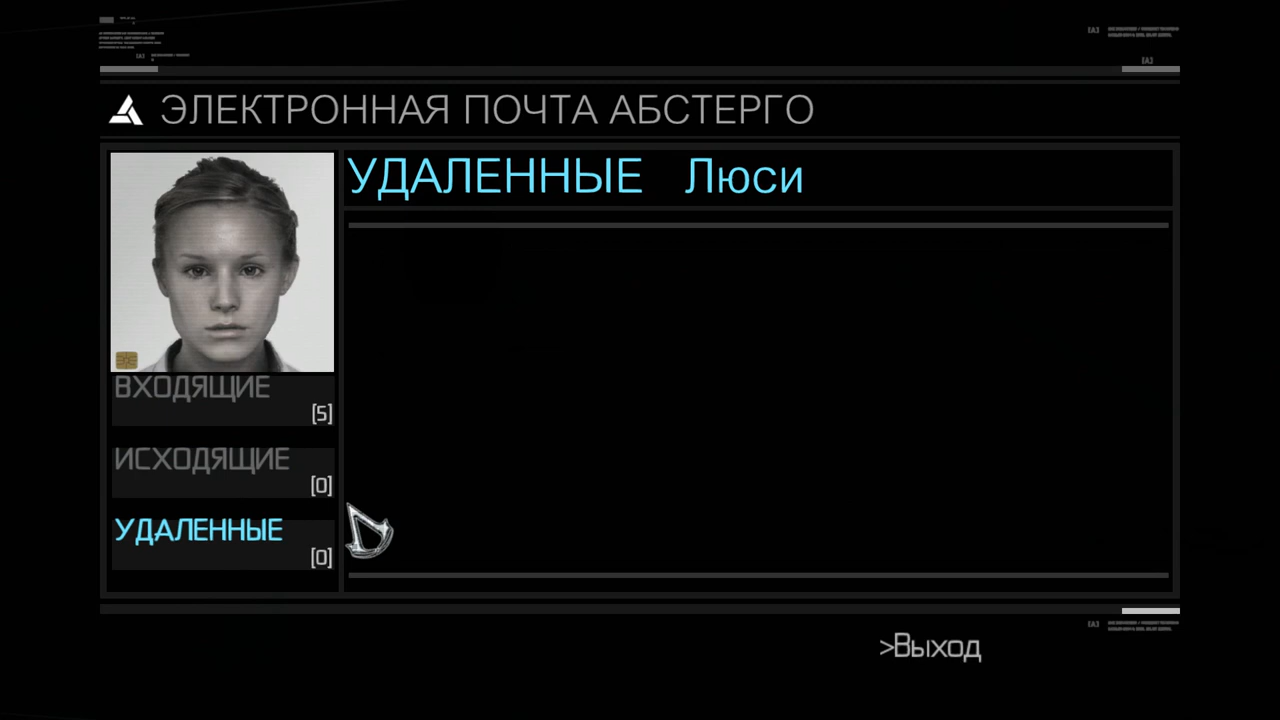 ЭЛЕКТРОННАЯ ПОЧТА АБСТЕРГО
УДАЛЕННЫЕ Люси
ВХОДЯЩИЕ
[5]
ИСХОДЯЩИЕ
[0]
УДАЛЕННЫЕ
[0]
>Выход